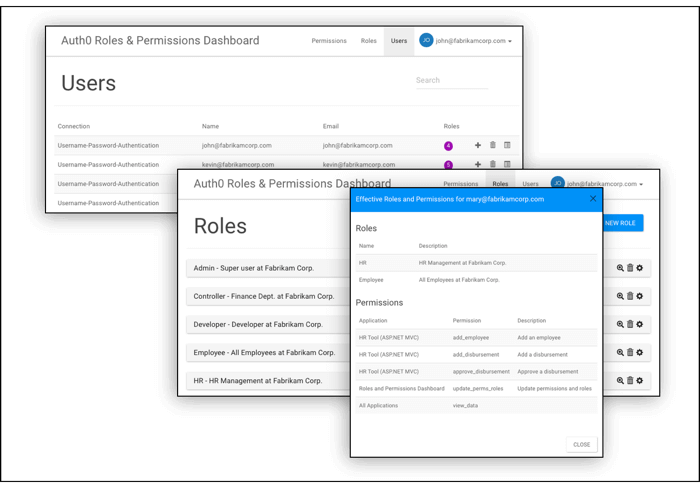 Auth0 Roles & Permissions Dashboard Permissions Roles Users JO john@fabrikamcorp.com
Users Search
Connection Name Email Roles
Username-Password-Authentication john@fabrikamcorp.com john@fabrikamcorp.com 4
Username-Password-Authentication kevin@fabrikamcorp.com kevin@fabrikamcorp.com 5
Username-Password-Authentication
Username-Password-Authentication
Auth0 Roles & Permissions Dashboard Permissions Roles Users JO john@fabrikamcorp.com
Roles NEW ROLE
Admin - Super user at Fabrikam Corp.
Controller - Finance Dept. at Fabrikam Corp.
Developer - Developer at Fabrikam Corp.
Employee - All Employees at Fabrikam Corp.
HR - HR Management at Fabrikam Corp.
Effective Roles and Permissions for mary@fabrikamcorp.com
Roles
Name Description
HR HR Management at Fabrikam Corp.
Employee All Employees at Fabrikam Corp.
Permissions
Application Permission Description
HR Tool (ASP.NET MVC) add_employee Add an employee
HR Tool (ASP.NET MVC) add_disbursement Add a disbursement
HR Tool (ASP.NET MVC) approve_disbursement Approve a disbursement
Roles and Permissions Dashboard update_perms_roles Update permissions and roles
All Applications view_data
CLOSE